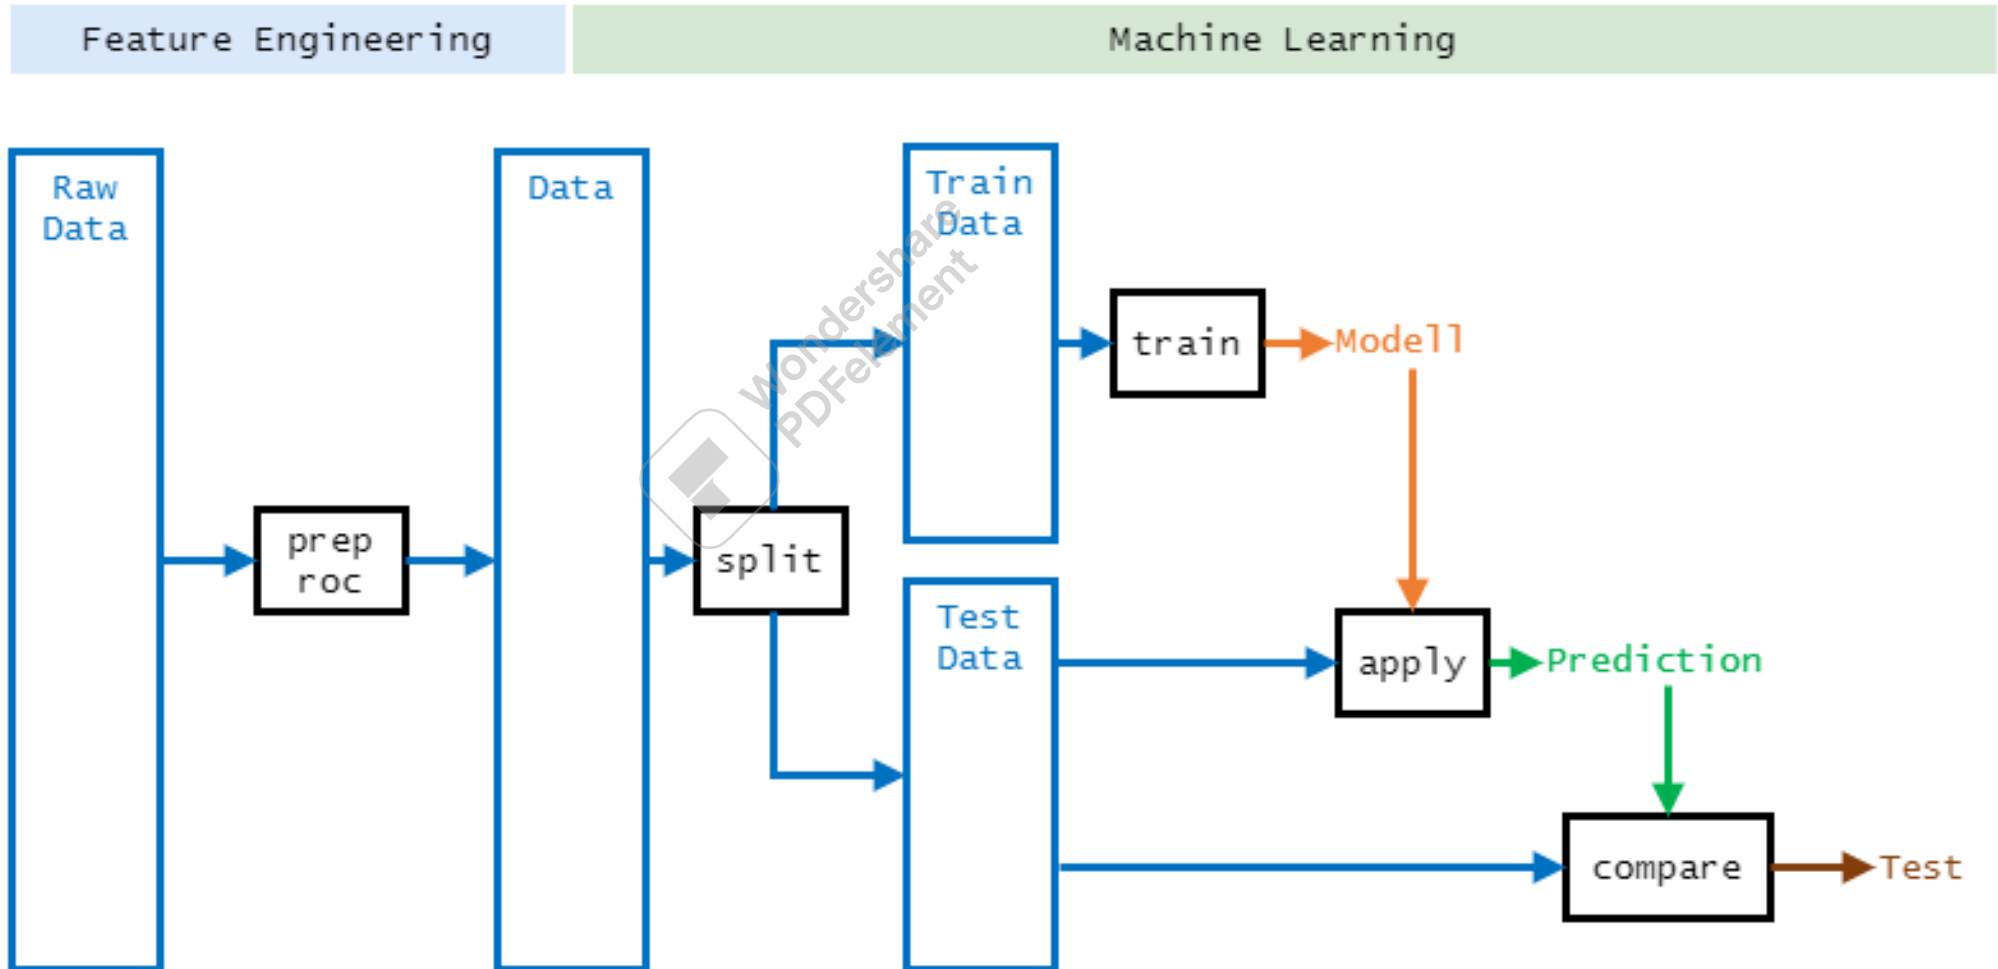 Feature Engineering
Machine Learning
Raw
Data
Data
Train
Data
Wondershare
PDFelement
train
Modell
prep
roc
split
Test
Data
apply
Prediction
compare
Test